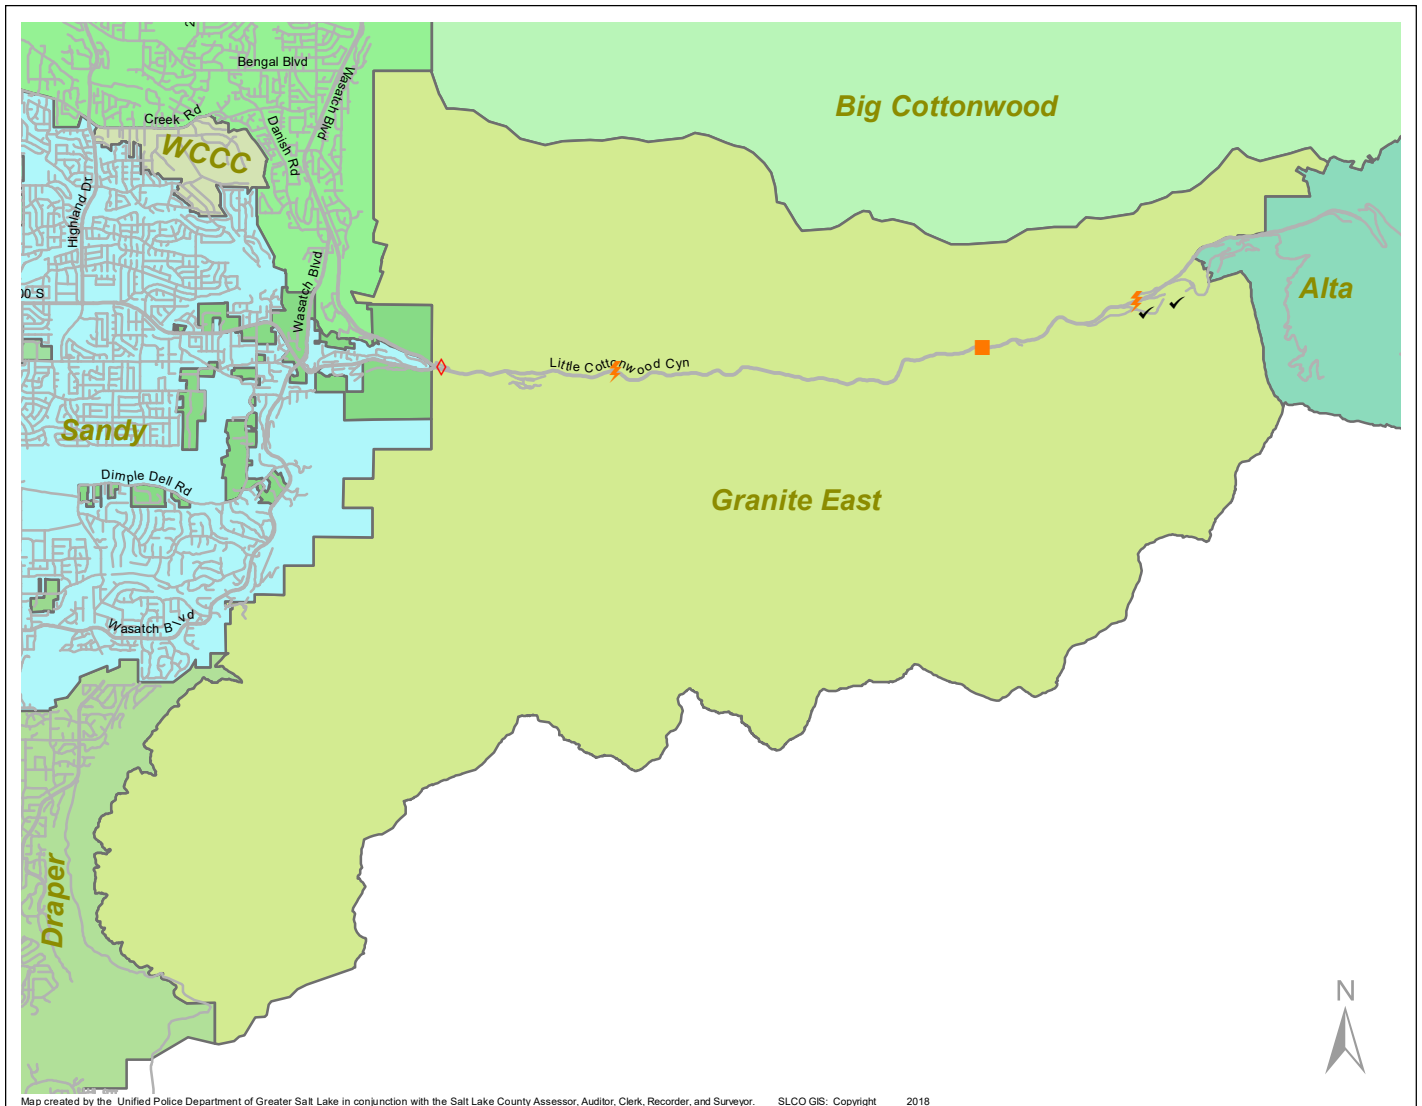 Bengal Blvd
Wasatch Blvd
Big Cottonwood
Creek Rd
Danish Rd
WCCC
Highland Dr
Wasatch Blvd
00 S
Alta
Little Cottonwood Cyn
Sandy
Dimple Dell Rd
Granite East
Wasatch Blvd
Draper
N
Map created by the Unified Police Department of Greater Salt Lake in conjunction with the Salt Lake County Assessor, Auditor, Clerk, Recorder, and Surveyor. SLCO GIS: Copyright 2018